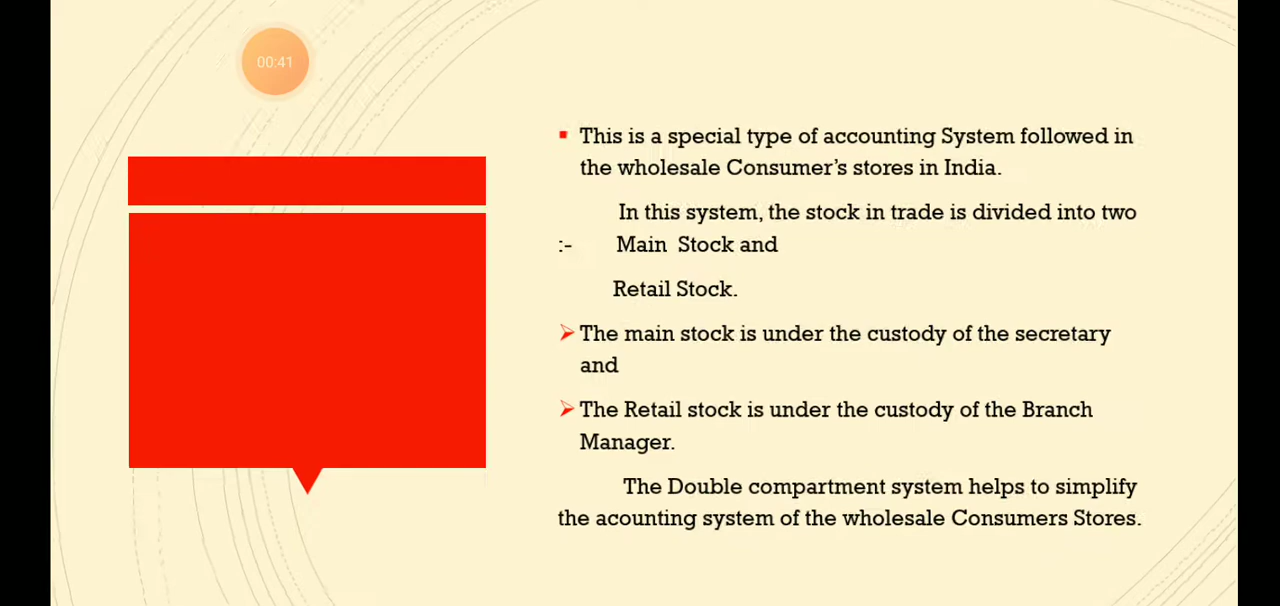 00:41
▪ This is a special type of accounting System followed in
the wholesale Consumer’s stores in India.
In this system, the stock in trade is divided into two
:- Main Stock and
Retail Stock.
➢ The main stock is under the custody of the secretary
and
➢ The Retail stock is under the custody of the Branch
Manager.
The Double compartment system helps to simplify
the acounting system of the wholesale Consumers Stores.